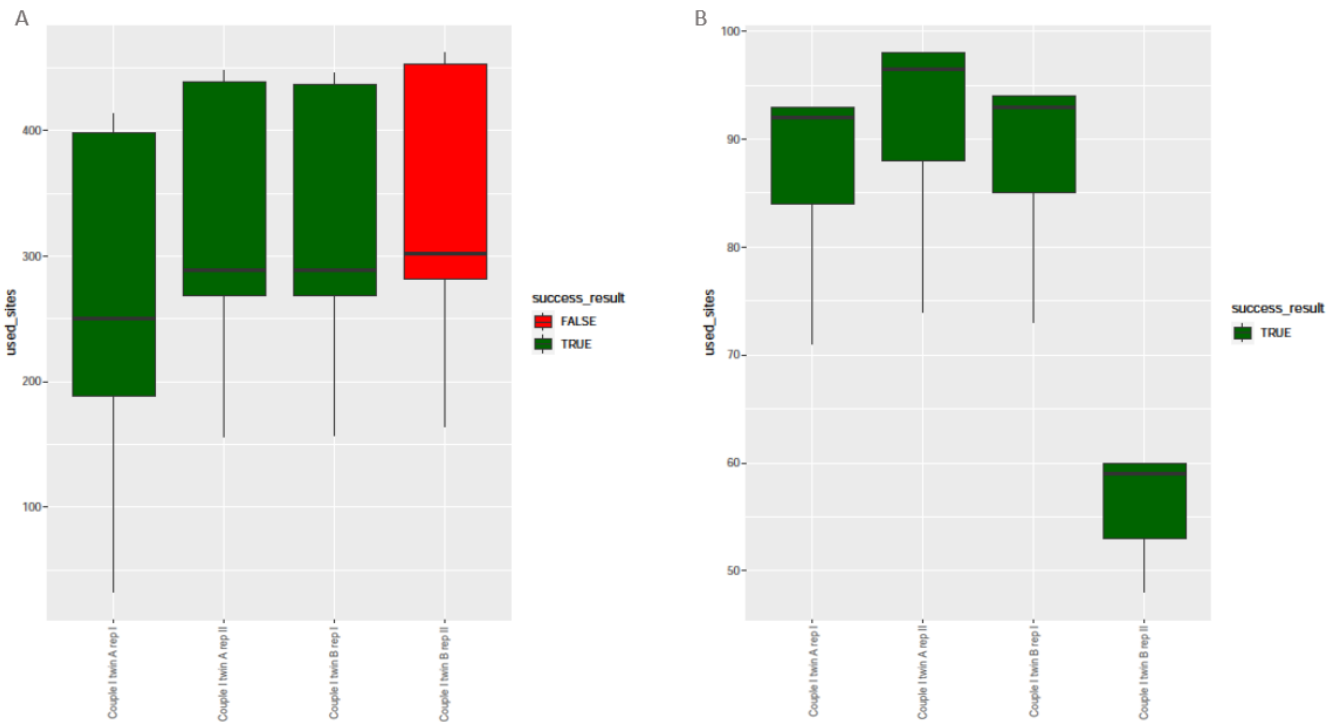 A
400
300
200
100
used_sites
Couple I twin A rep I
Couple I twin A rep II
Couple I twin B rep I
Couple I twin B rep II
success_result
FALSE
TRUE
B
100
90
80
70
60
50
used_sites
Couple I twin A rep I
Couple I twin A rep II
Couple I twin B rep I
Couple I twin B rep II
success_result
TRUE